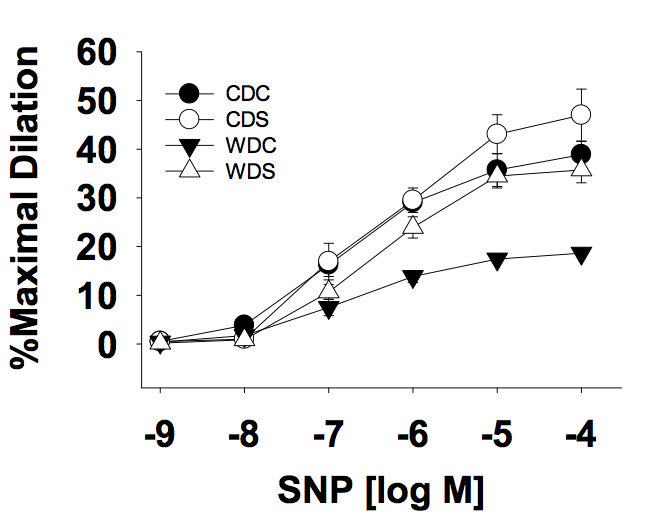 %Maximal Dilation
60
50
40
30
20
10
0
CDC
CDS
WDC
WDS
-9 -8 -7 -6 -5 -4
SNP [log M]